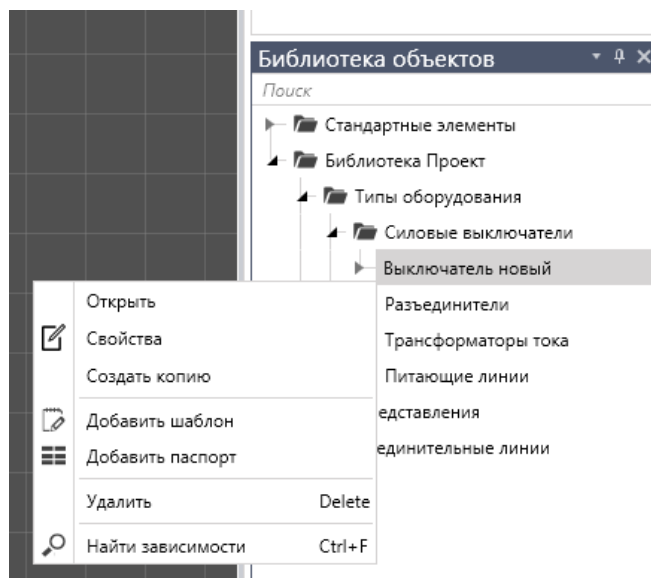 Библиотека объектов
Поиск
Стандартные элементы
Библиотека Проект
Типы оборудования
Силовые выключатели
Выключатель новый
Разъединители
Трансформаторы тока
Питающие линии
едставления
единительные линии
Открыть
Свойства
Создать копию
Добавить шаблон
Добавить паспорт
Удалить Delete
Найти зависимости Ctrl+F